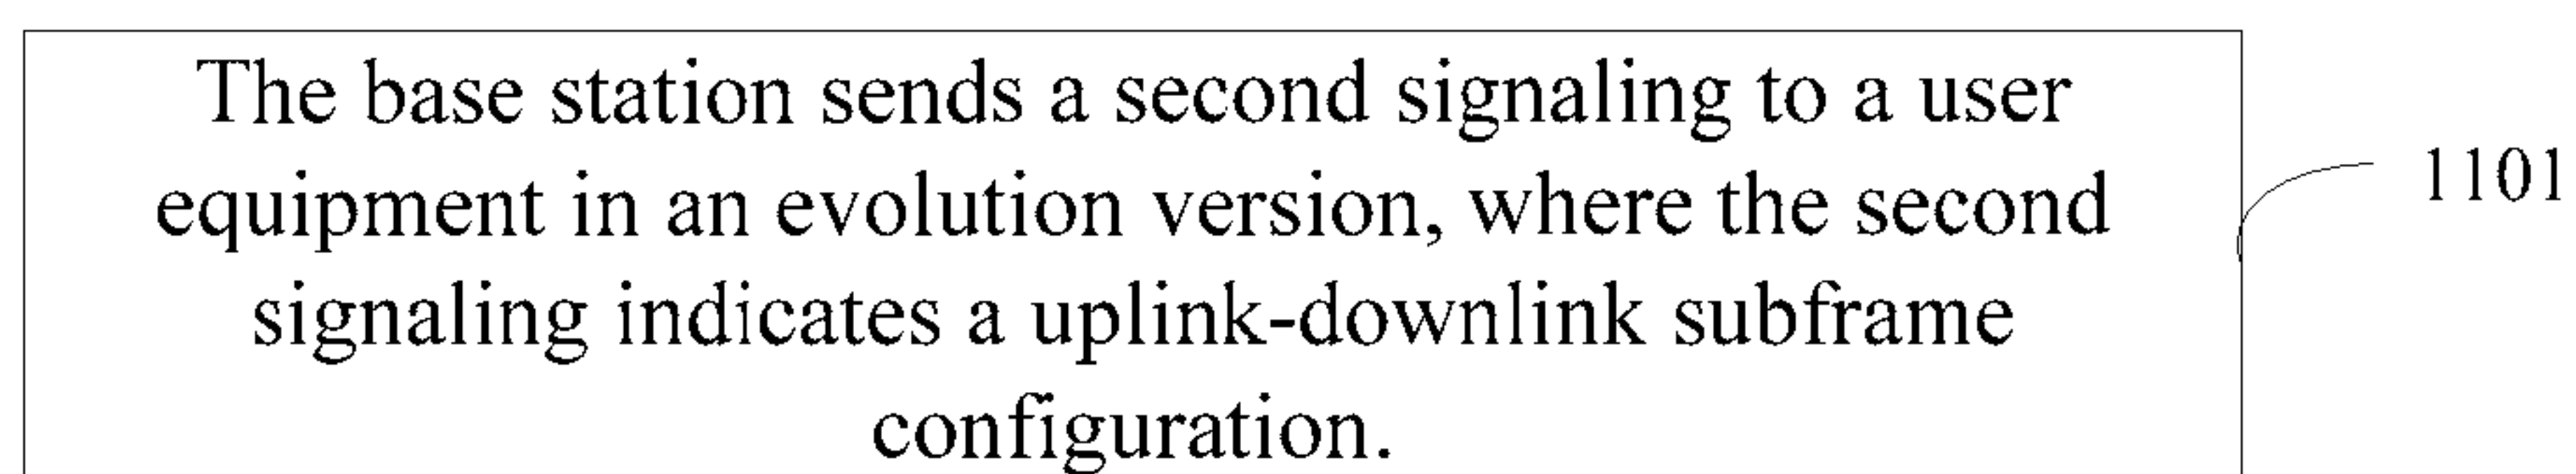 The base station sends a second signaling to a user
equipment in an evolution version, where the second
signaling indicates a uplink-downlink subframe
configuration.
1101